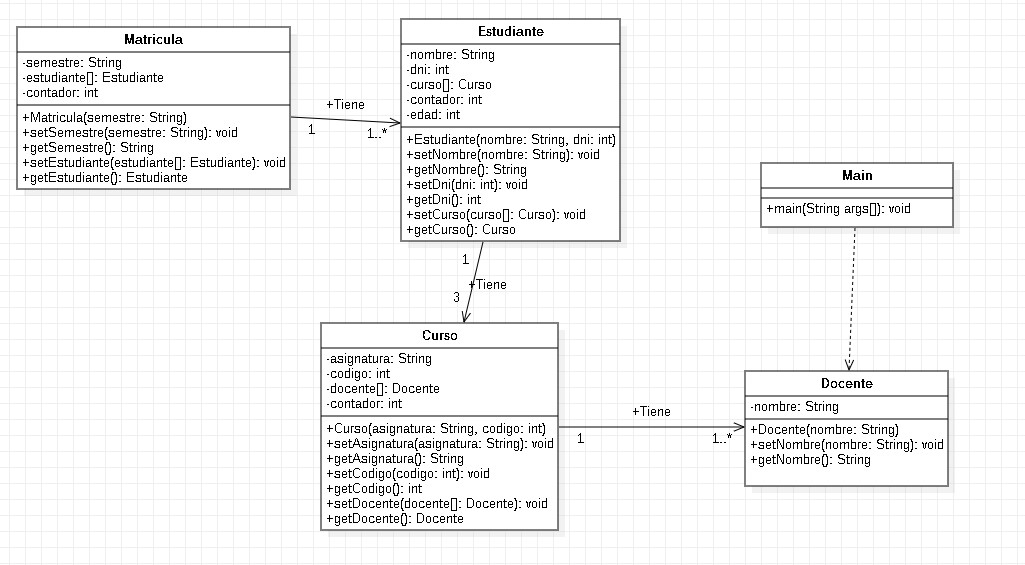 Matricula
-semestre: String
-estudiante[]: Estudiante
-contador: int
+Matricula(semestre: String)
+setSemestre(semestre: String): void
+getSemestre(): String
+setEstudiante(estudiante[]: Estudiante): void
+getEstudiante(): Estudiante
+Tiene
1
1..*
Estudiante
-nombre: String
-dni: int
-curso[]: Curso
-contador: int
-edad: int
+Estudiante(nombre: String, dni: int)
+setNombre(nombre: String): void
+getNombre(): String
+setDni(dni: int): void
+getDni(): int
+setCurso(curso[]: Curso): void
+getCurso(): Curso
Main
+main(String args[]): void
1
+Tiene
3
Curso
-asignatura: String
-codigo: int
-docente[]: Docente
-contador: int
+Curso(asignatura: String, codigo: int)
+setAsignatura(asignatura: String): void
+getAsignatura(): String
+setCodigo(codigo: int): void
+getCodigo(): int
+setDocente(docente[]: Docente): void
+getDocente(): Docente
+Tiene
1
1..*
Docente
-nombre: String
+Docente(nombre: String)
+setNombre(nombre: String): void
+getNombre(): String